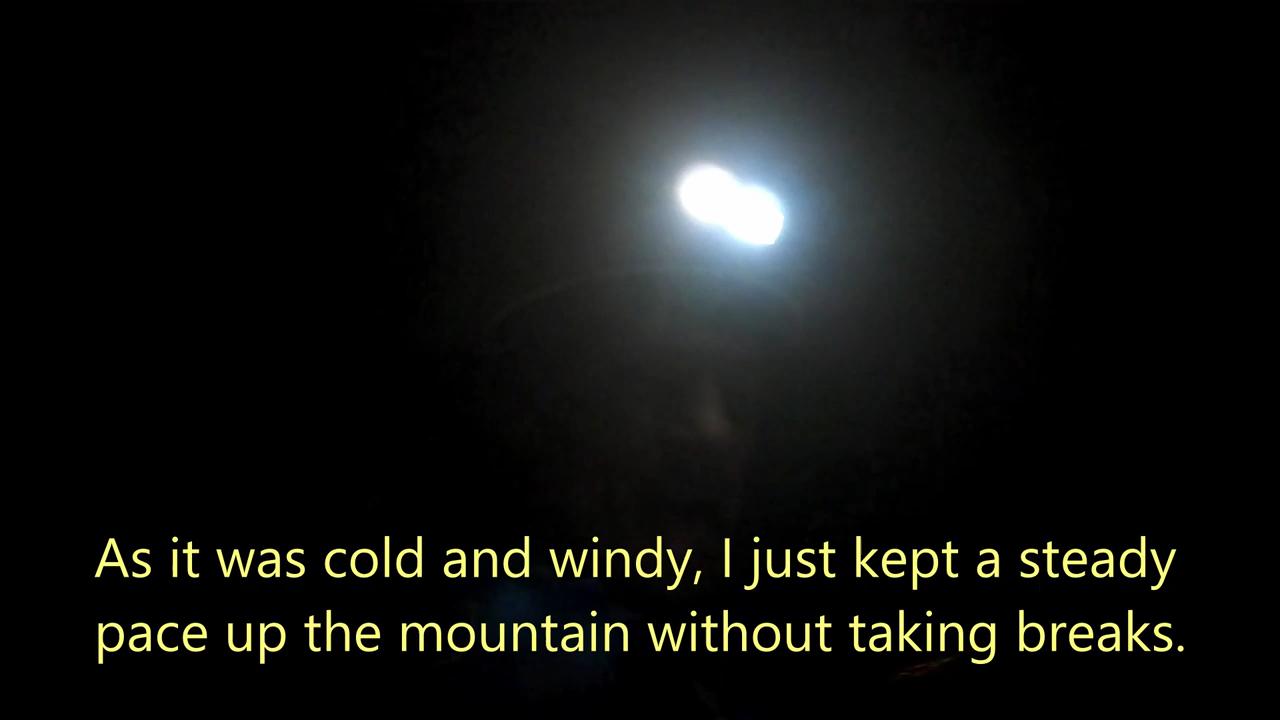 As it was cold and windy, I just kept a steady
pace up the mountain without taking breaks.